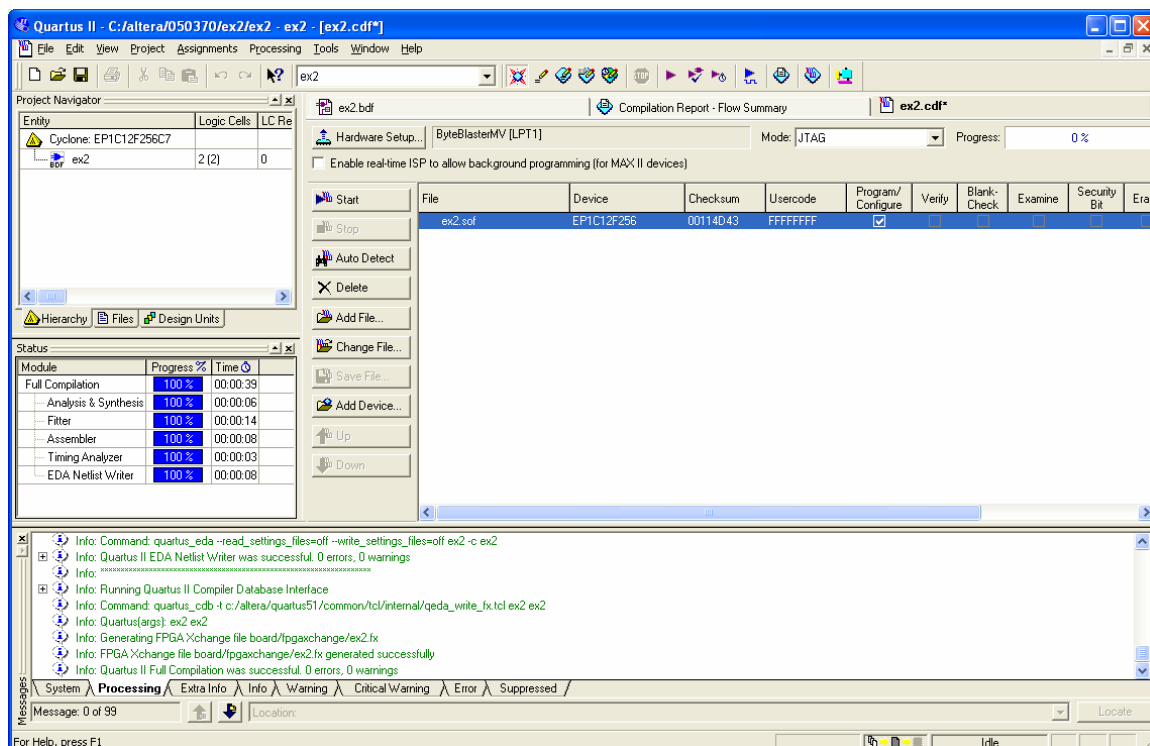 Quartus II - C:/altera/050370/ex2/ex2 - ex2 - [ex2.cdf*]
File Edit View Project Assignments Processing Tools Window Help
ex2
Project Navigator
Entity Logic Cells LC Re
Cyclone: EP1C12F256C7
BDF ex2 2 (2) 0
Hierarchy Files Design Units
Status
Module Progress % Time
Full Compilation 100 % 00:00:39
Analysis & Synthesis 100 % 00:00:06
Fitter 100 % 00:00:14
Assembler 100 % 00:00:08
Timing Analyzer 100 % 00:00:03
EDA Netlist Writer 100 % 00:00:08
ex2.bdf Compilation Report - Flow Summary ex2.cdf*
Hardware Setup... ByteBlasterMV [LPT1] Mode: JTAG Progress: 0 %
Enable real-time ISP to allow background programming (for MAX II devices)
Start
Stop
Auto Detect
Delete
Add File...
Change File...
Save File...
Add Device...
Up
Down
File Device Checksum Usercode Program/ Configure Verify Blank- Check Examine Security Bit Era
ex2.sof EP1C12F256 00114D43 FFFFFFFF
Info: Command: quartus_eda --read_settings_files=off --write_settings_files=off ex2 -c ex2
Info: Quartus II EDA Netlist Writer was successful. 0 errors, 0 warnings
Info: *******************************************************************
Info: Running Quartus II Compiler Database Interface
Info: Command: quartus_cdb -t c:/altera/quartus51/common/tcl/internal/qeda_write_fx.tcl ex2 ex2
Info: Quartus(args): ex2 ex2
Info: Generating FPGA Xchange file board/fpgaxchange/ex2.fx
Info: FPGA Xchange file board/fpgaxchange/ex2.fx generated successfully
Info: Quartus II Full Compilation was successful. 0 errors, 0 warnings
System Processing Extra Info Info Warning Critical Warning Error Suppressed
Messages
Message: 0 of 99 Location: Locate
For Help, press F1 Idle